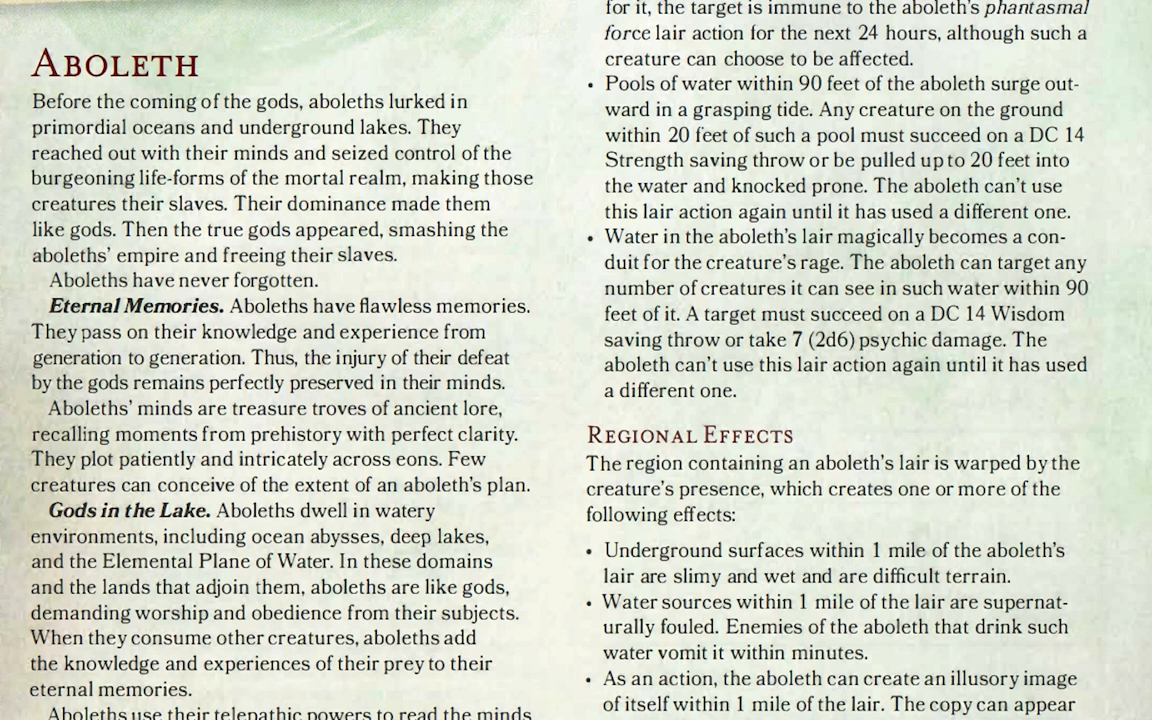 ABOLETH
Before the coming of the gods, aboleths lurked in
primordial oceans and underground lakes. They
reached out with their minds and seized control of the
burgeoning life-forms of the mortal realm, making those
creatures their slaves. Their dominance made them
like gods. Then the true gods appeared, smashing the
aboleths' empire and freeing their slaves.
Aboleths have never forgotten.
Eternal Memories. Aboleths have flawless memories.
They pass on their knowledge and experience from
generation to generation. Thus, the injury of their defeat
by the gods remains perfectly preserved in their minds.
Aboleths' minds are treasure troves of ancient lore,
recalling moments from prehistory with perfect clarity.
They plot patiently and intricately across eons. Few
creatures can conceive of the extent of an aboleth's plan.
Gods in the Lake. Aboleths dwell in watery
environments, including ocean abysses, deep lakes,
and the Elemental Plane of Water. In these domains
and the lands that adjoin them, aboleths are like gods,
demanding worship and obedience from their subjects.
When they consume other creatures, aboleths add
the knowledge and experiences of their prey to their
eternal memories.
Aboleths use their telepathic powers to read the minds
for it, the target is immune to the aboleth's phantasmal
force lair action for the next 24 hours, although such a
creature can choose to be affected.
• Pools of water within 90 feet of the aboleth surge out-
ward in a grasping tide. Any creature on the ground
within 20 feet of such a pool must succeed on a DC 14
Strength saving throw or be pulled up to 20 feet into
the water and knocked prone. The aboleth can't use
this lair action again until it has used a different one.
• Water in the aboleth's lair magically becomes a con-
duit for the creature's rage. The aboleth can target any
number of creatures it can see in such water within 90
feet of it. A target must succeed on a DC 14 Wisdom
saving throw or take 7 (2d6) psychic damage. The
aboleth can't use this lair action again until it has used
a different one.
REGIONAL EFFECTS
The region containing an aboleth's lair is warped by the
creature's presence, which creates one or more of the
following effects:
• Underground surfaces within 1 mile of the aboleth's
lair are slimy and wet and are difficult terrain.
• Water sources within 1 mile of the lair are supernat-
urally fouled. Enemies of the aboleth that drink such
water vomit it within minutes.
• As an action, the aboleth can create an illusory image
of itself within 1 mile of the lair. The copy can appear